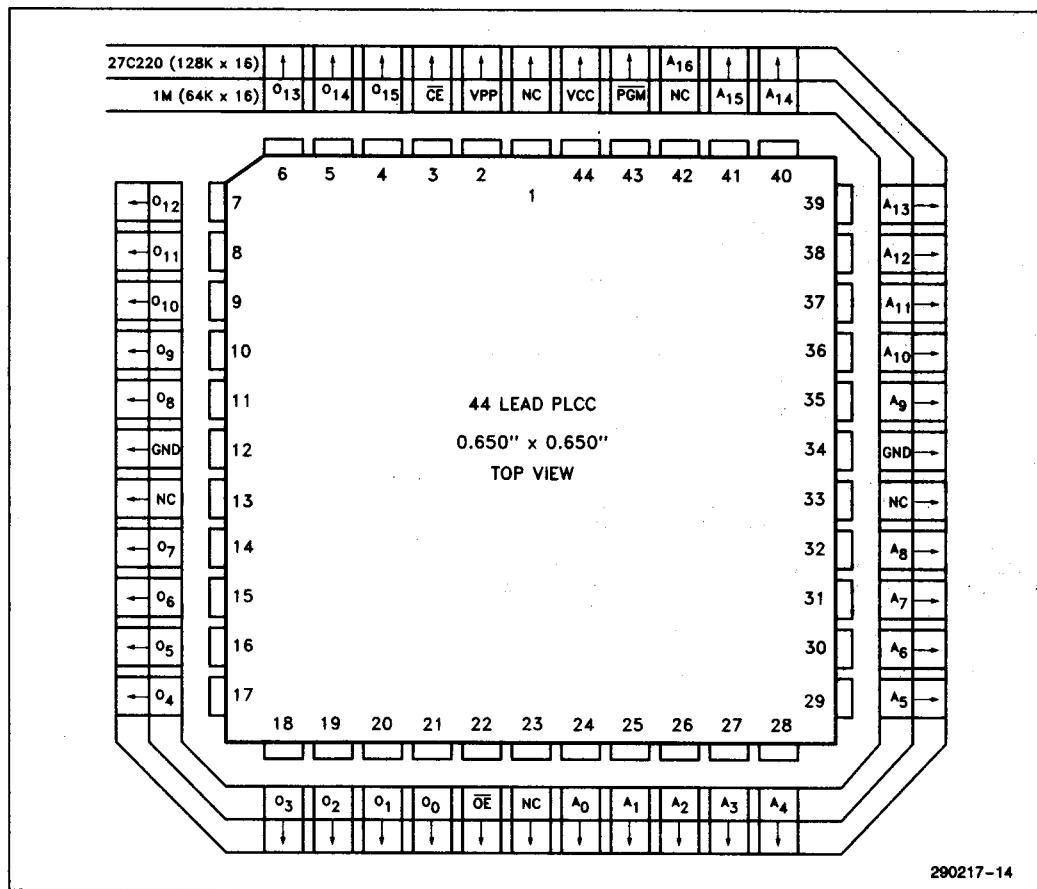 27C220 (128K x 16) ↑ ↑ ↑ ↑ ↑ ↑ ↑ ↑ A16 ↑ ↑
1M (64K x 16) O13 O14 O15 C̅E̅ VPP NC VCC P̅G̅M̅ NC A15 A14
6 5 4 3 2 1 44 43 42 41 40
← O12 7 39 A13 →
← O11 8 38 A12 →
← O10 9 37 A11 →
← O9 10 36 A10 →
← O8 11 35 A9 →
44 LEAD PLCC
0.650" x 0.650"
TOP VIEW
← GND 12 34 GND →
← NC 13 33 NC →
← O7 14 32 A8 →
← O6 15 31 A7 →
← O5 16 30 A6 →
← O4 17 29 A5 →
18 19 20 21 22 23 24 25 26 27 28
O3 O2 O1 O0 O̅E̅ NC A0 A1 A2 A3 A4
↓ ↓ ↓ ↓ ↓ ↓ ↓ ↓ ↓ ↓ ↓
290217-14